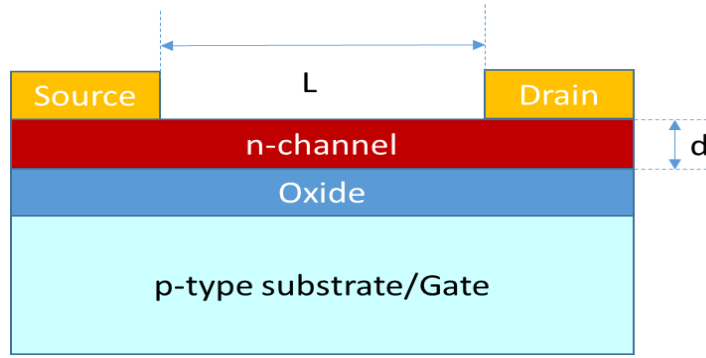 L
Source
Drain
n-channel
d
Oxide
p-type substrate/Gate